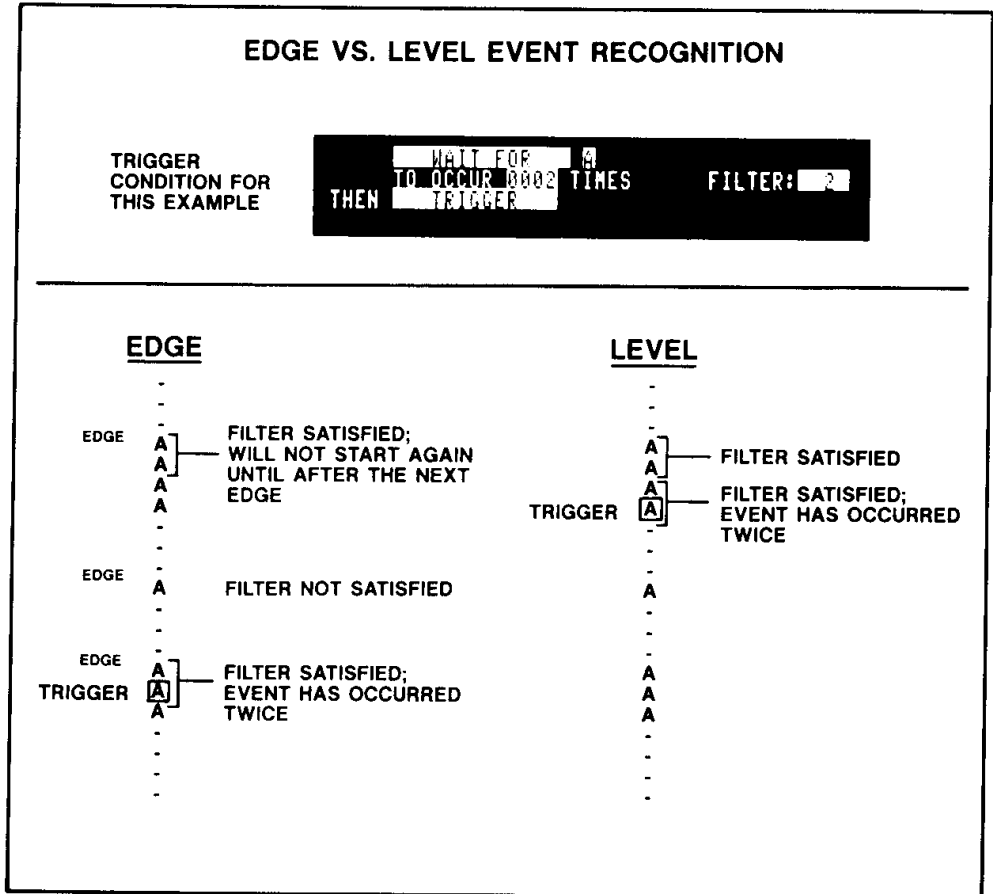 EDGE VS. LEVEL EVENT RECOGNITION
TRIGGER
CONDITION FOR
THIS EXAMPLE
WAIT FOR A
TO OCCUR 0002 TIMES FILTER: 2
THEN TRIGGER
EDGE
-
-
-
EDGE A FILTER SATISFIED;
A WILL NOT START AGAIN
A UNTIL AFTER THE NEXT
A EDGE
-
-
-
EDGE A FILTER NOT SATISFIED
-
-
-
EDGE A FILTER SATISFIED;
TRIGGER A EVENT HAS OCCURRED
A TWICE
-
-
-
-
LEVEL
-
-
-
A
A FILTER SATISFIED
A FILTER SATISFIED;
TRIGGER A EVENT HAS OCCURRED
TWICE
-
-
-
A
-
-
-
A
A
A
-
-
-
-